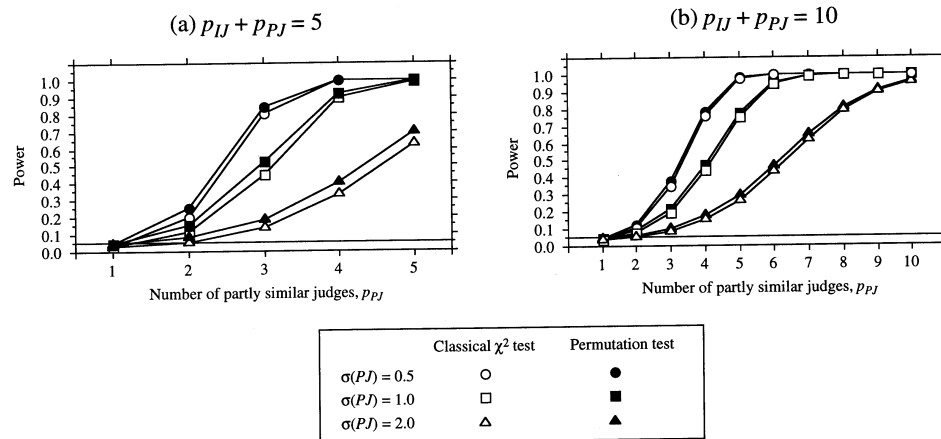 (a) p_IJ + p_PJ = 5
1.0
0.9
0.8
0.7
0.6
0.5
0.4
0.3
0.2
0.1
0.0
Power
1 2 3 4 5
Number of partly similar judges, p_PJ
(b) p_IJ + p_PJ = 10
1.0
0.9
0.8
0.7
0.6
0.5
0.4
0.3
0.2
0.1
0.0
Power
1 2 3 4 5 6 7 8 9 10
Number of partly similar judges, p_PJ
Classical χ² test Permutation test
σ(PJ) = 0.5
σ(PJ) = 1.0
σ(PJ) = 2.0